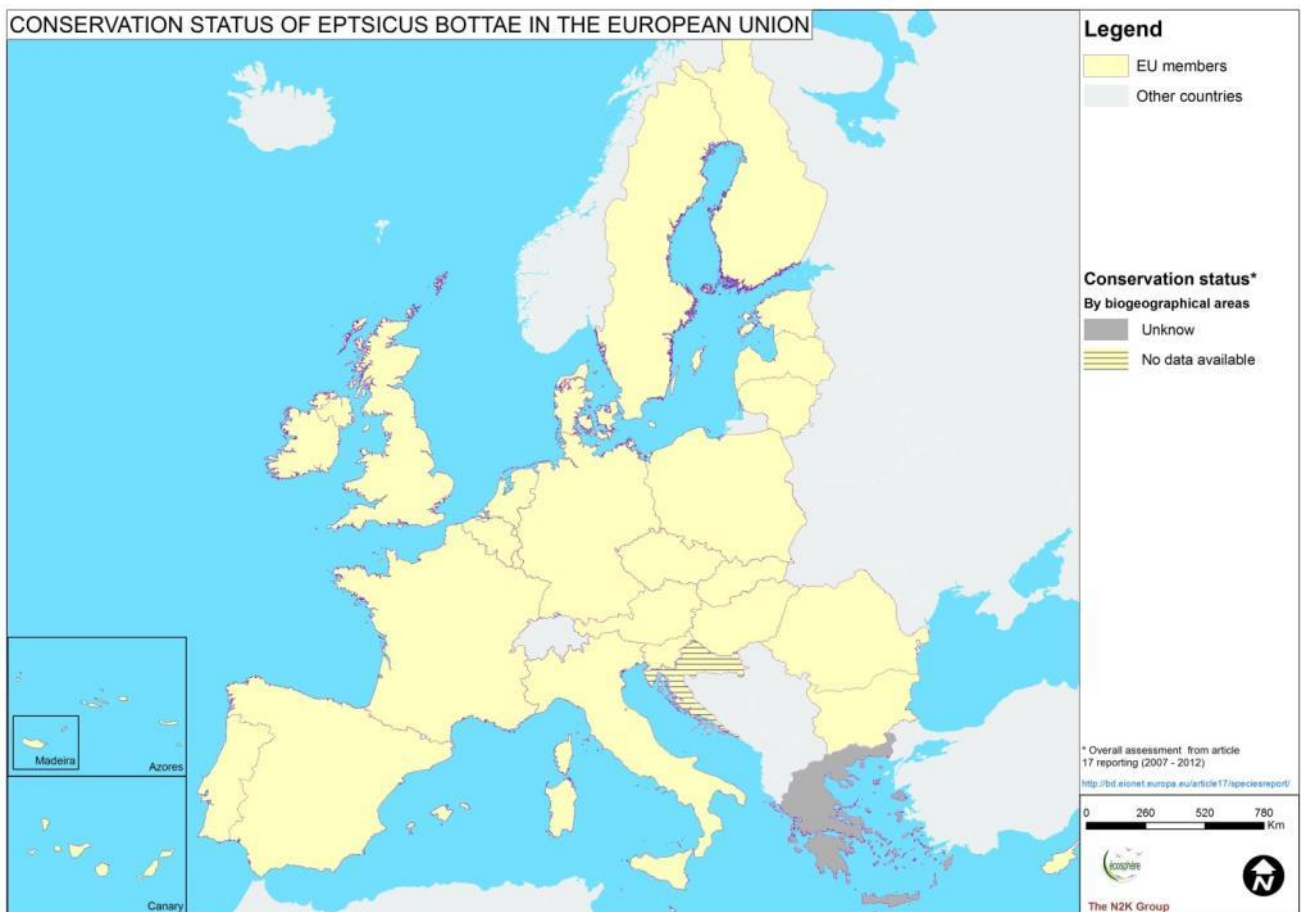 CONSERVATION STATUS OF EPTSICUS BOTTAE IN THE EUROPEAN UNION
Legend
EU members
Other countries
Conservation status*
By biogeographical areas
Unknow
No data available
* Overall assessment from article
17 reporting (2007 - 2012)
http://bd.eionet.europa.eu/article17/speciesreport/
0 260 520 780
Km
écosphère
N
The N2K Group
Madeira
Azores
Canary